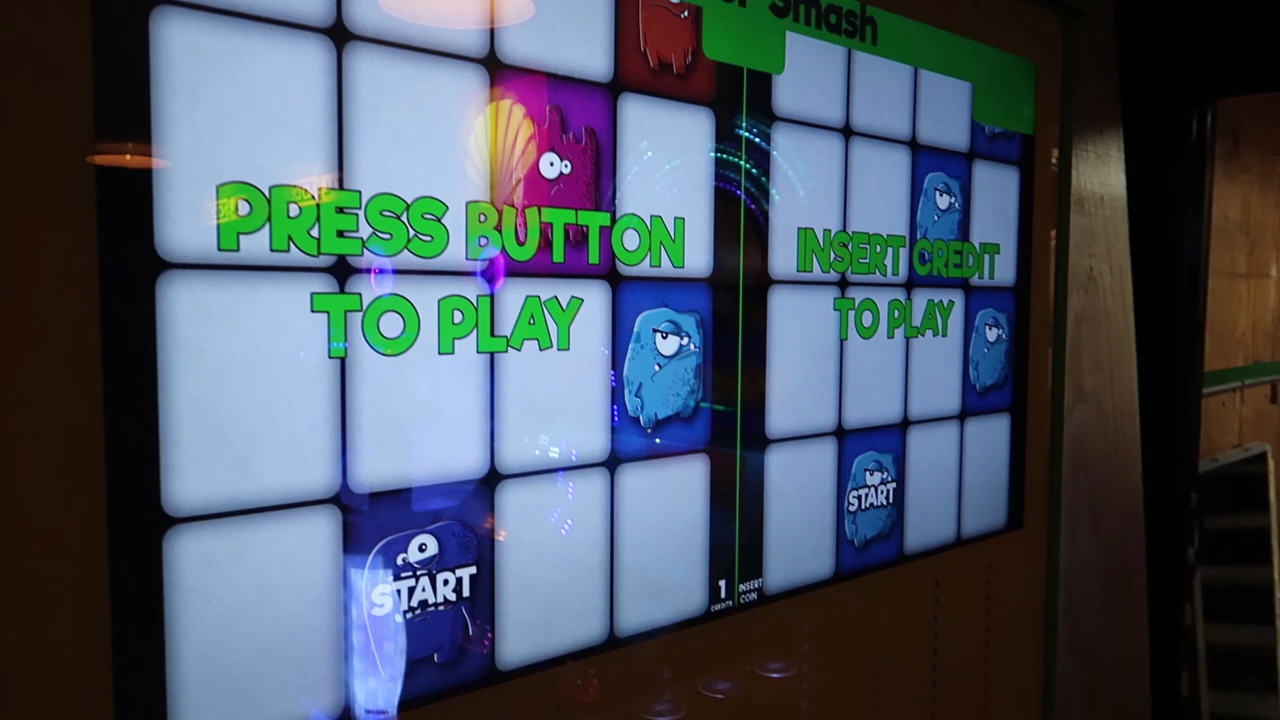 Smash
PRESS BUTTON
TO PLAY
INSERT CREDIT
TO PLAY
START
START
1
CREDITS
INSERT
COIN